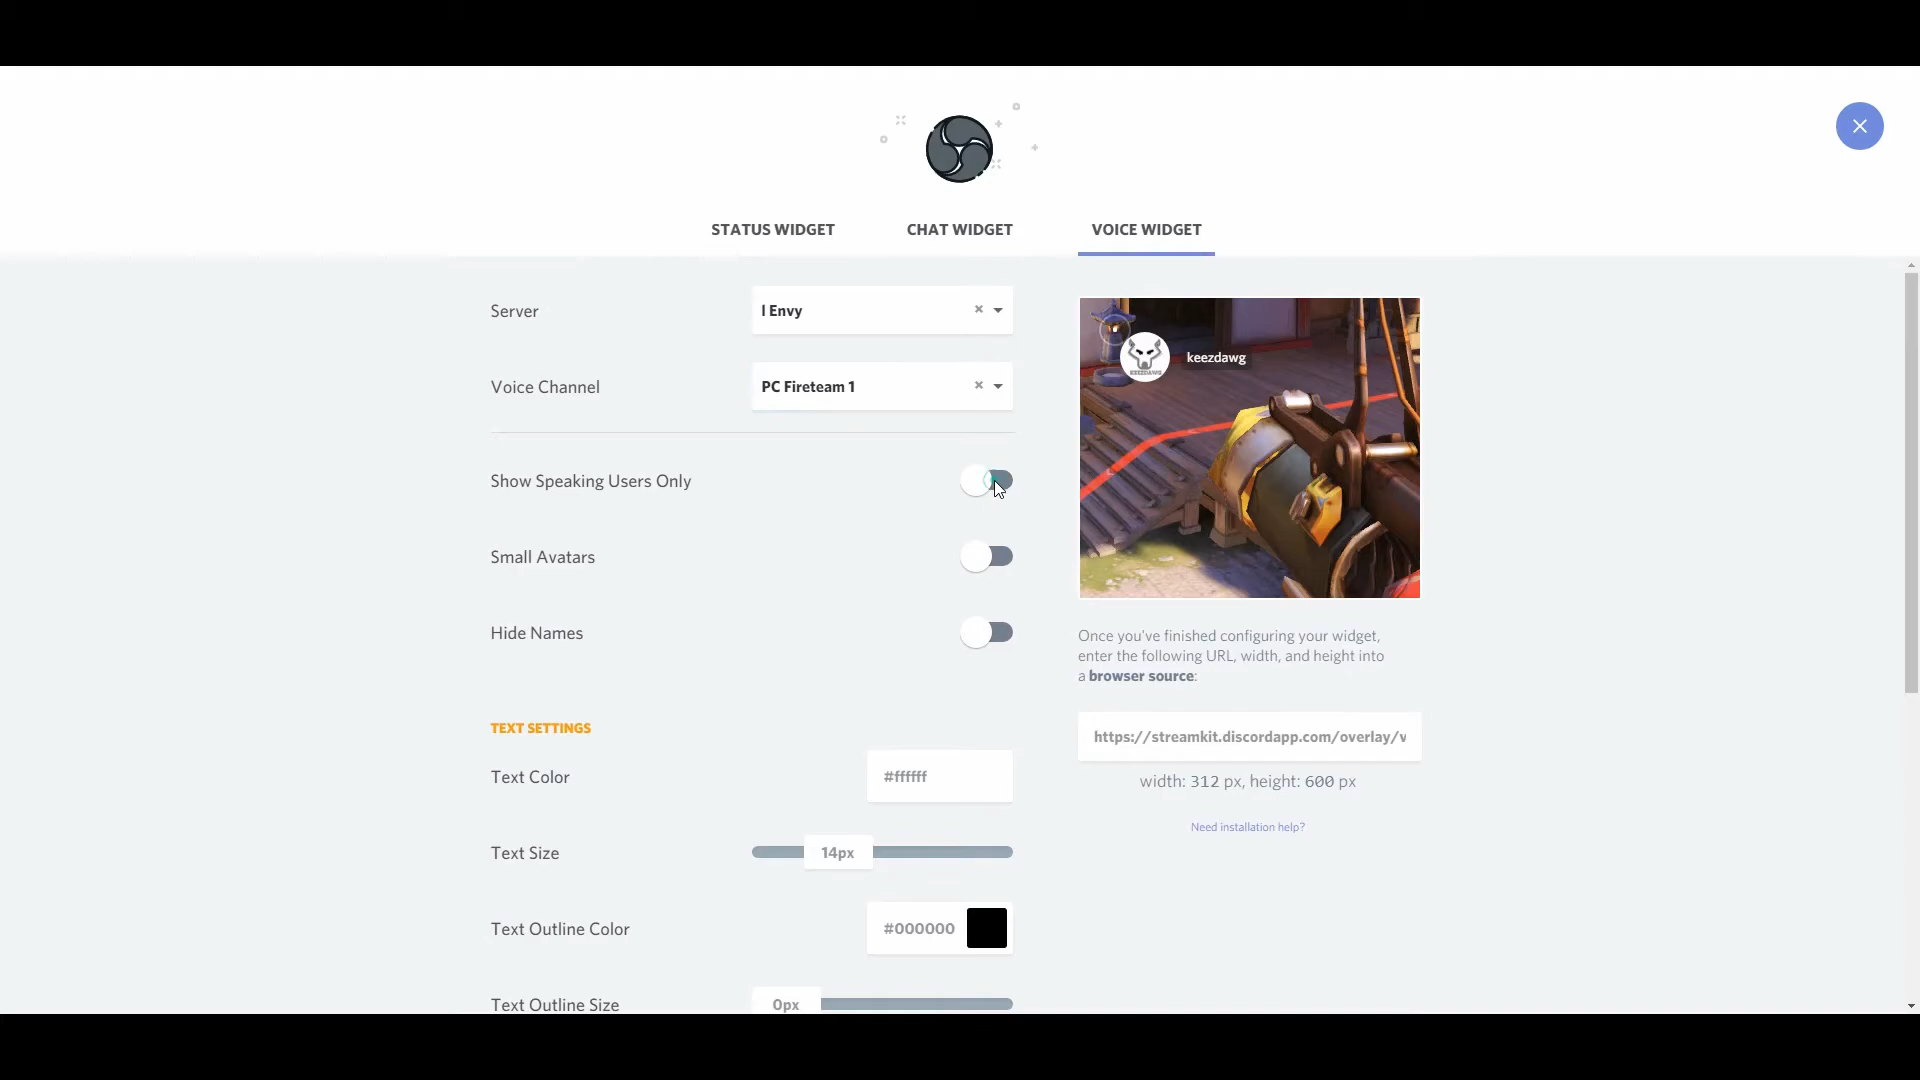 STATUS WIDGET
CHAT WIDGET
VOICE WIDGET
Server
I Envy
Voice Channel
PC Fireteam 1
Show Speaking Users Only
Small Avatars
Hide Names
TEXT SETTINGS
Text Color
#ffffff
Text Size
14px
Text Outline Color
#000000
Text Outline Size
0px
KEEZDAWG
keezdawg
Once you've finished configuring your widget,
enter the following URL, width, and height into
a browser source:
https://streamkit.discordapp.com/overlay/v
width: 312 px, height: 600 px
Need installation help?